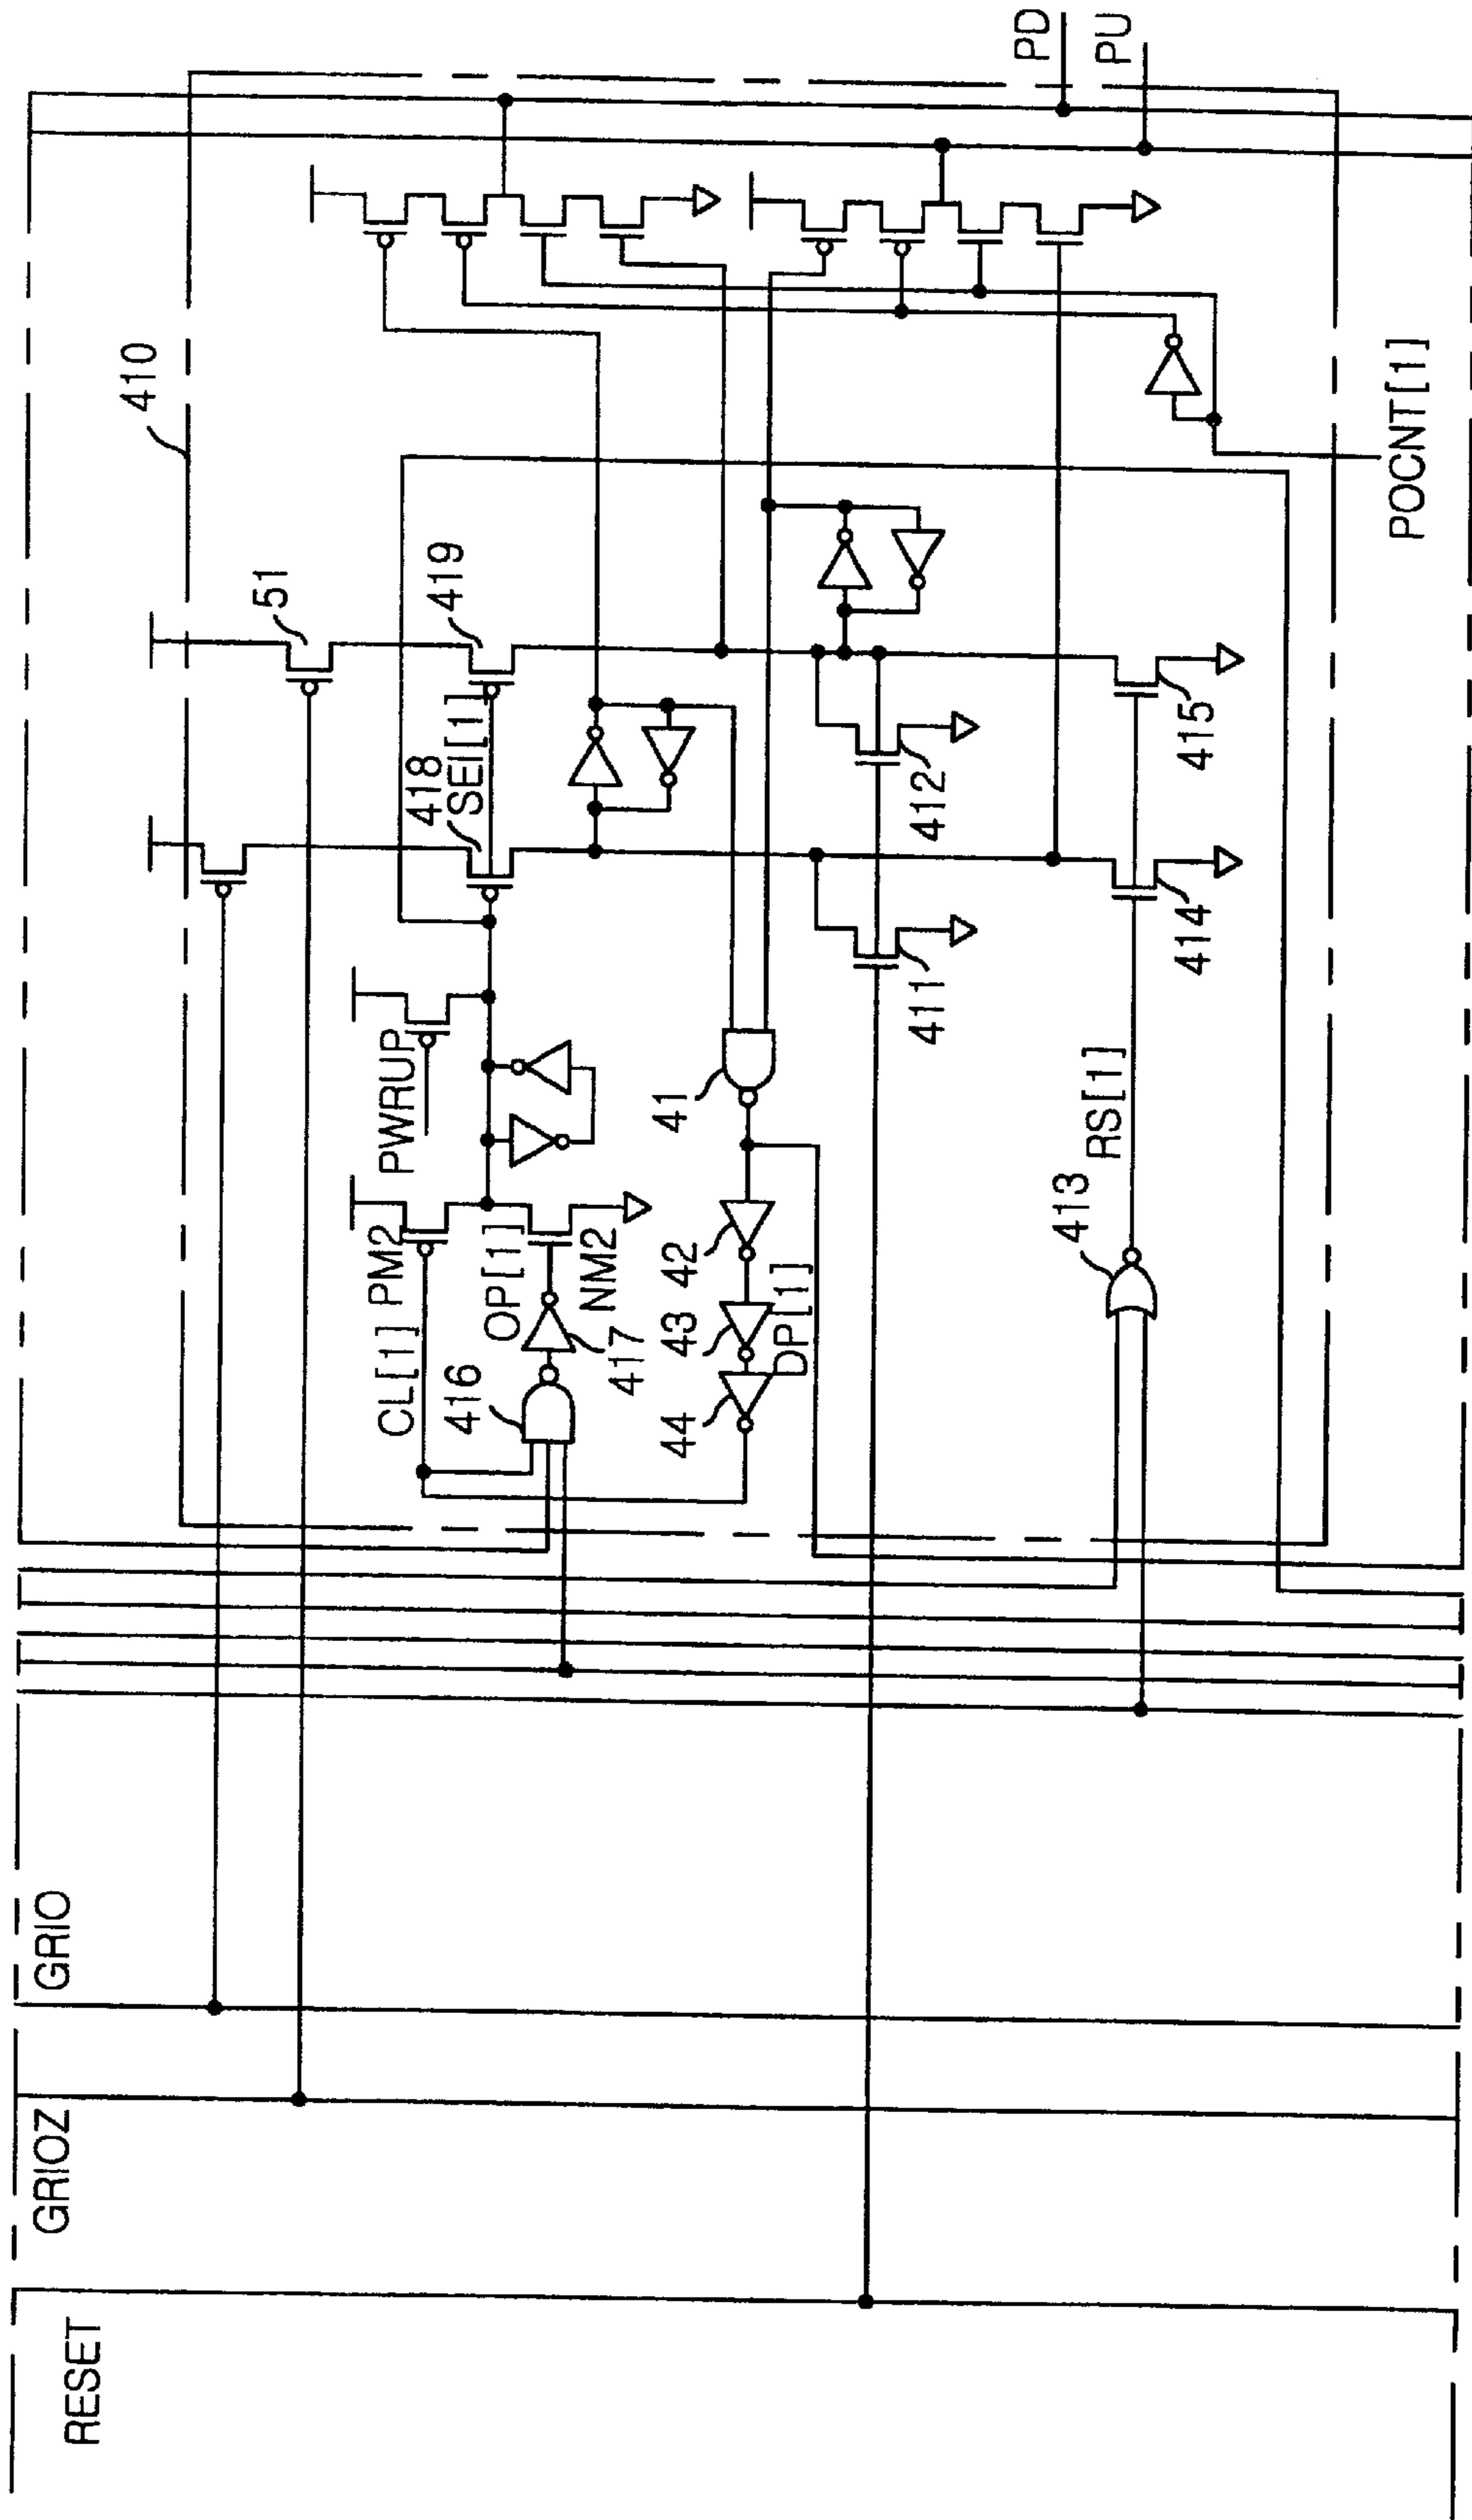 RESET
GRIOZ
GRIO
410
51
419
418
SEI[1]
PWRUP
CL[1]
PM2
OP[1]
NM2
416
417
41
42
43
44
DP[1]
412
411
415
414
413
RS[1]
POCNT[1]
PD
PU